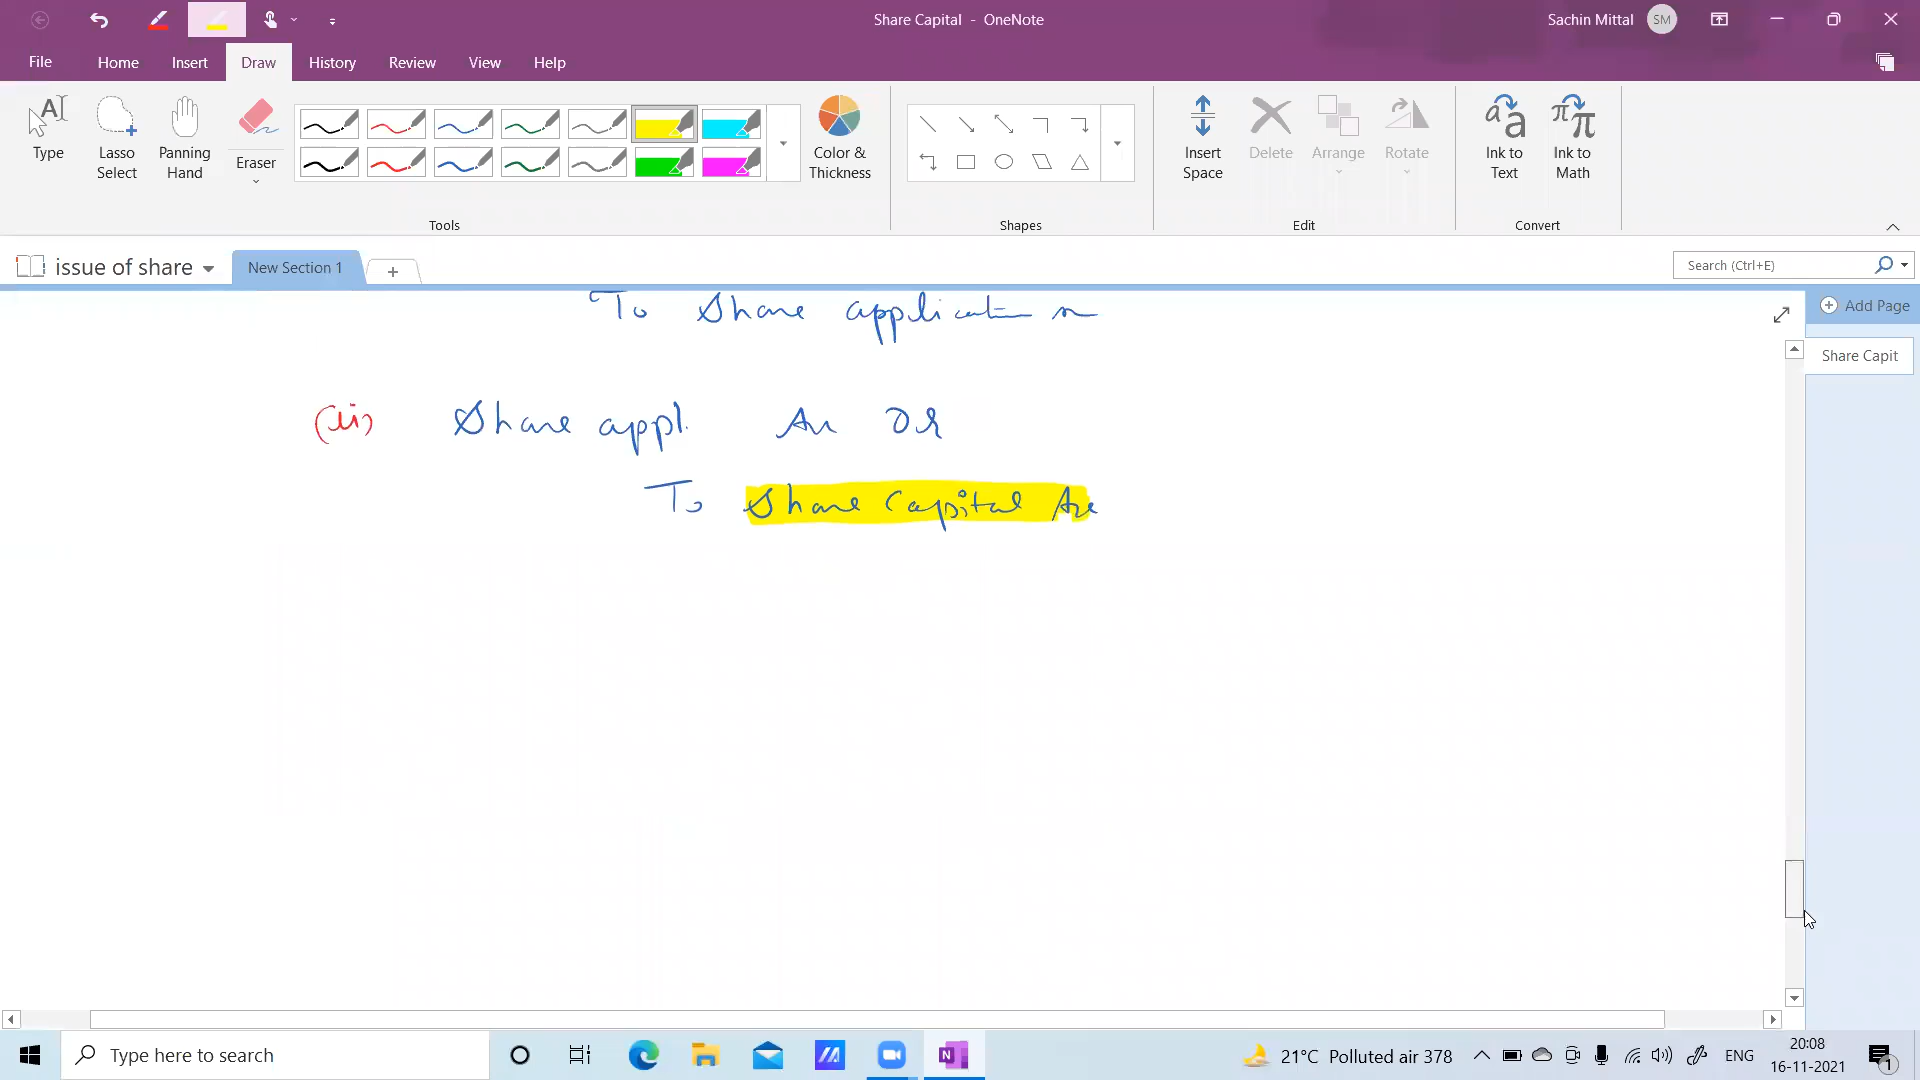 Share Capital - OneNote
Sachin Mittal SM
File Home Insert Draw History Review View Help
Type
Lasso Select
Panning Hand
Eraser
Color & Thickness
Insert Space
Delete
Arrange
Rotate
Ink to Text
Ink to Math
Tools
Shapes
Edit
Convert
issue of share
New Section 1
Search (Ctrl+E)
Add Page
Share Capit
To Share application
Share appl. A/c DR
To Share Capital A/c
Type here to search
21°C Polluted air 378
ENG
20:08
16-11-2021
1